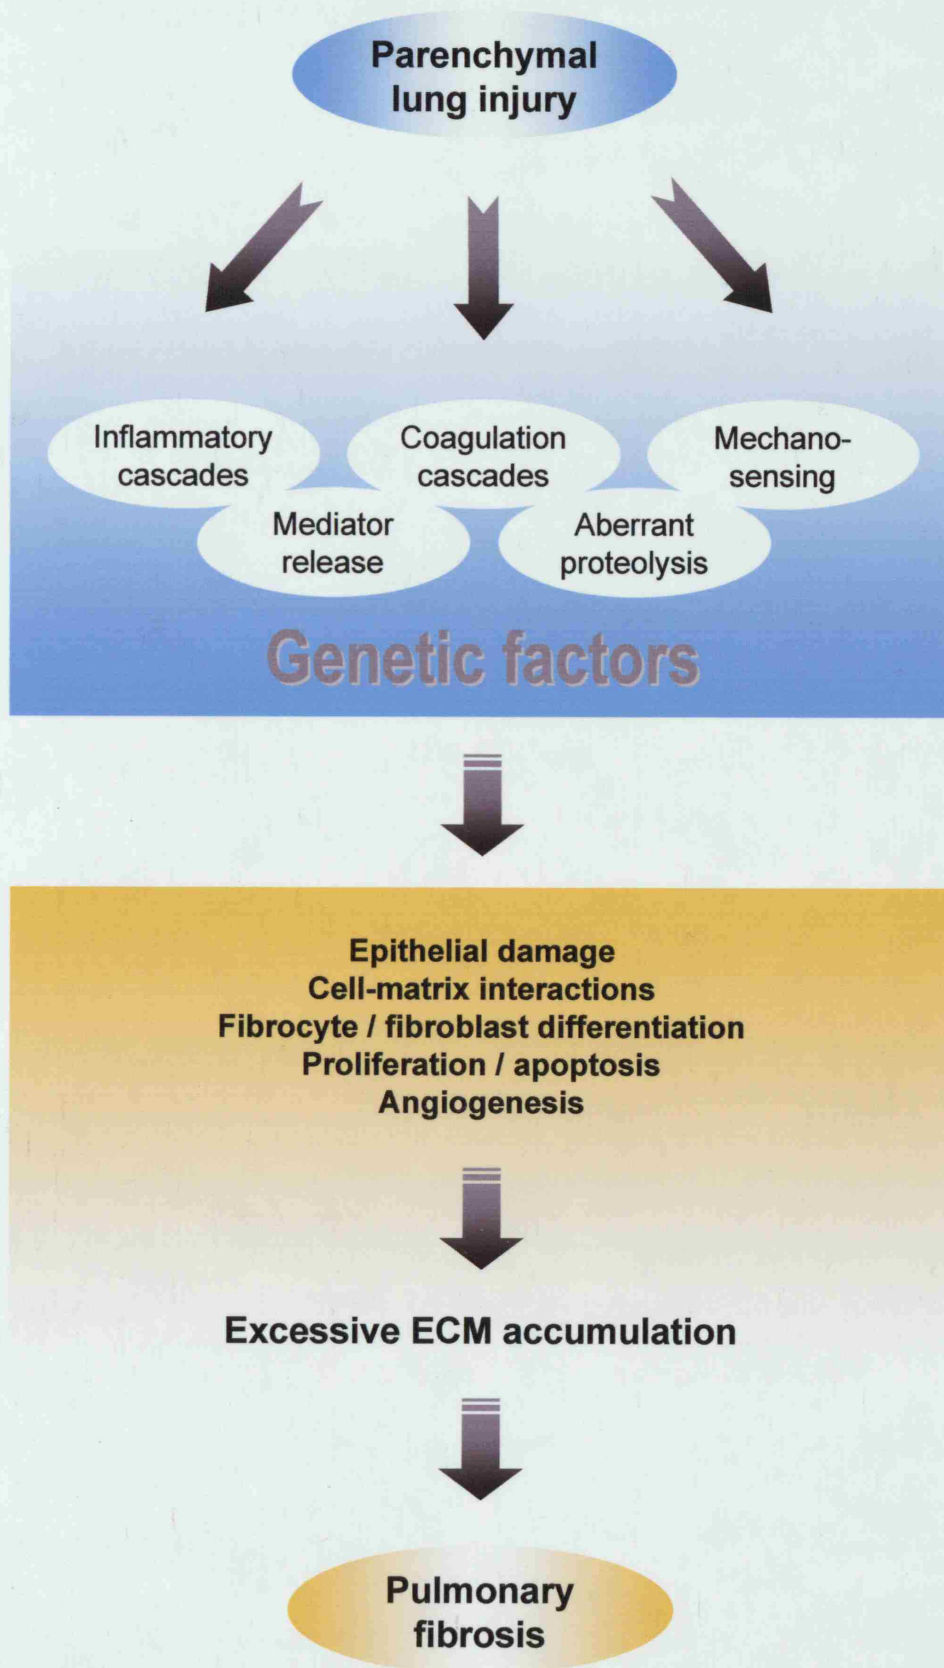 Parenchymal
lung injury
Inflammatory
cascades
Coagulation
cascades
Mechano-
sensing
Mediator
release
Aberrant
proteolysis
Genetic factors
Epithelial damage
Cell-matrix interactions
Fibrocyte / fibroblast differentiation
Proliferation / apoptosis
Angiogenesis
Excessive ECM accumulation
Pulmonary
fibrosis